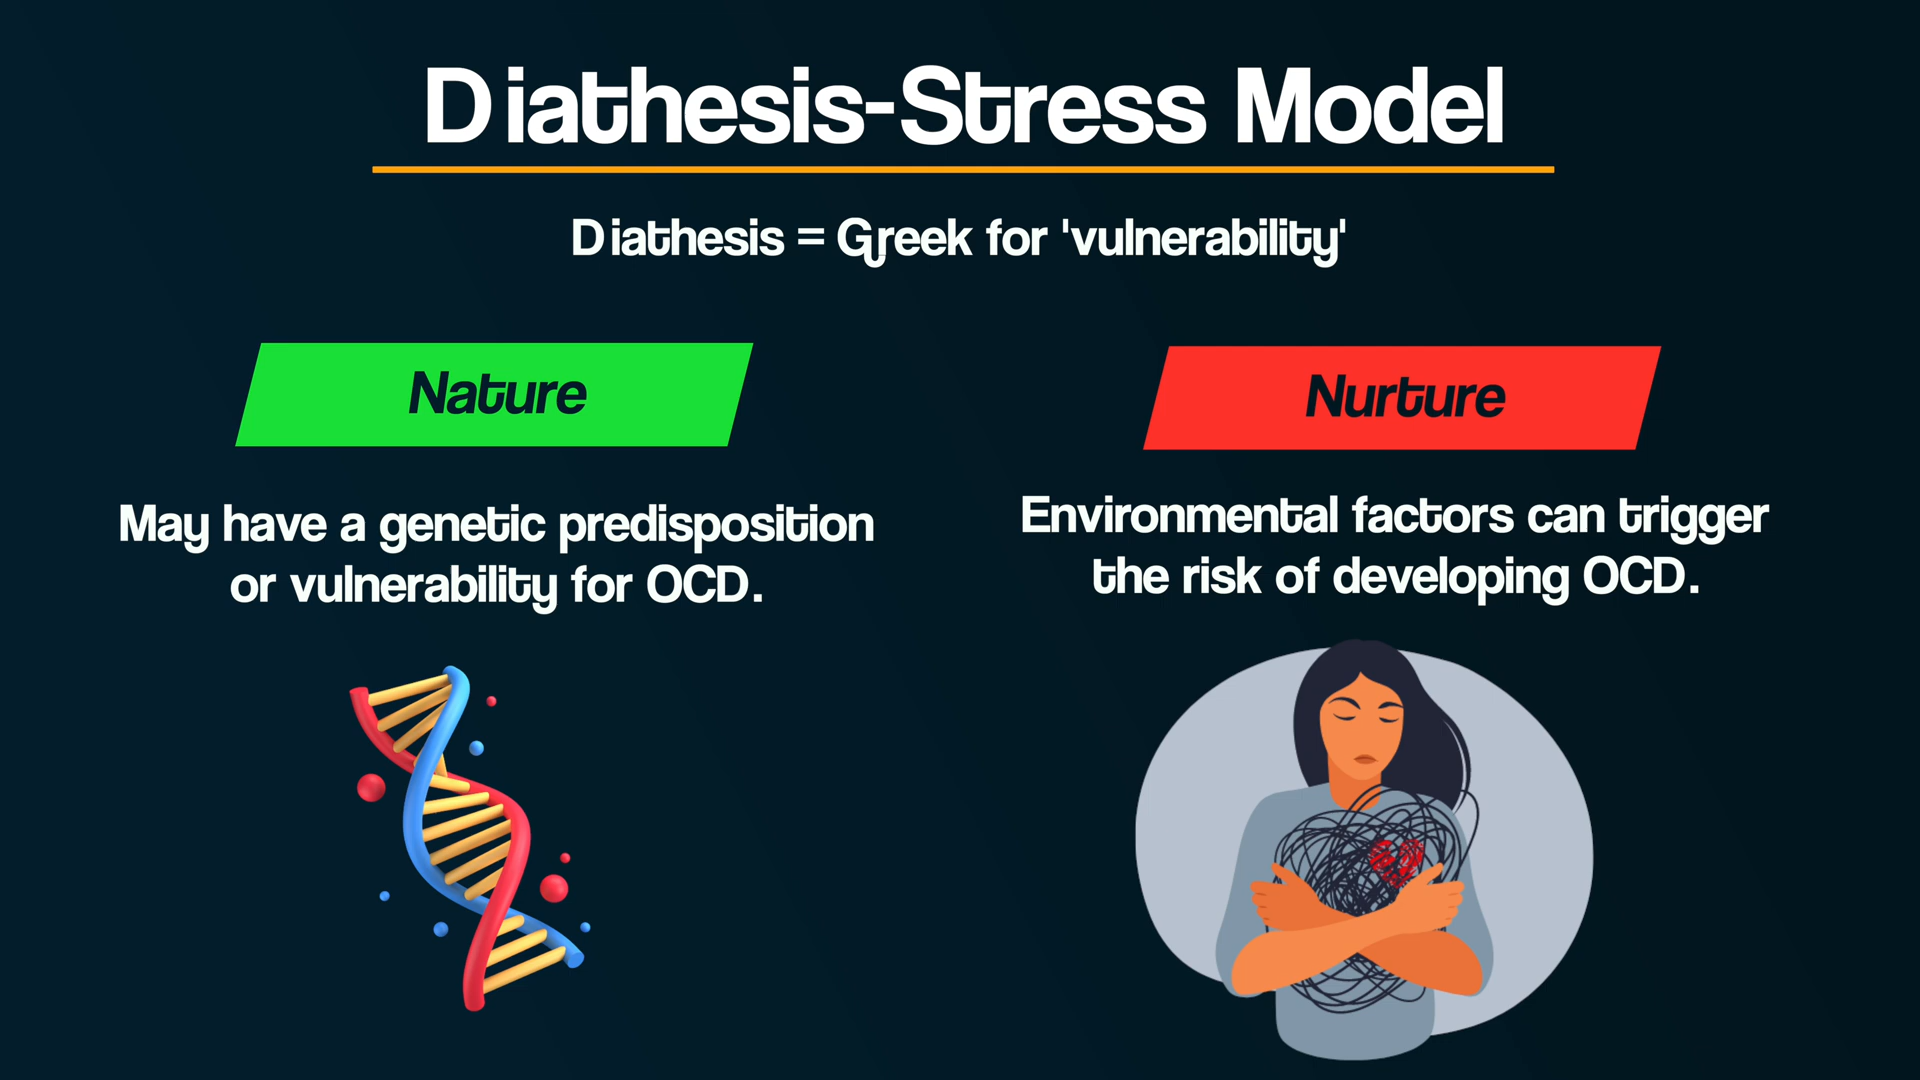 Diathesis-Stress Model
Diathesis = Greek for 'vulnerability'
Nature
May have a genetic predisposition
or vulnerability for OCD.
Nurture
Environmental factors can trigger
the risk of developing OCD.